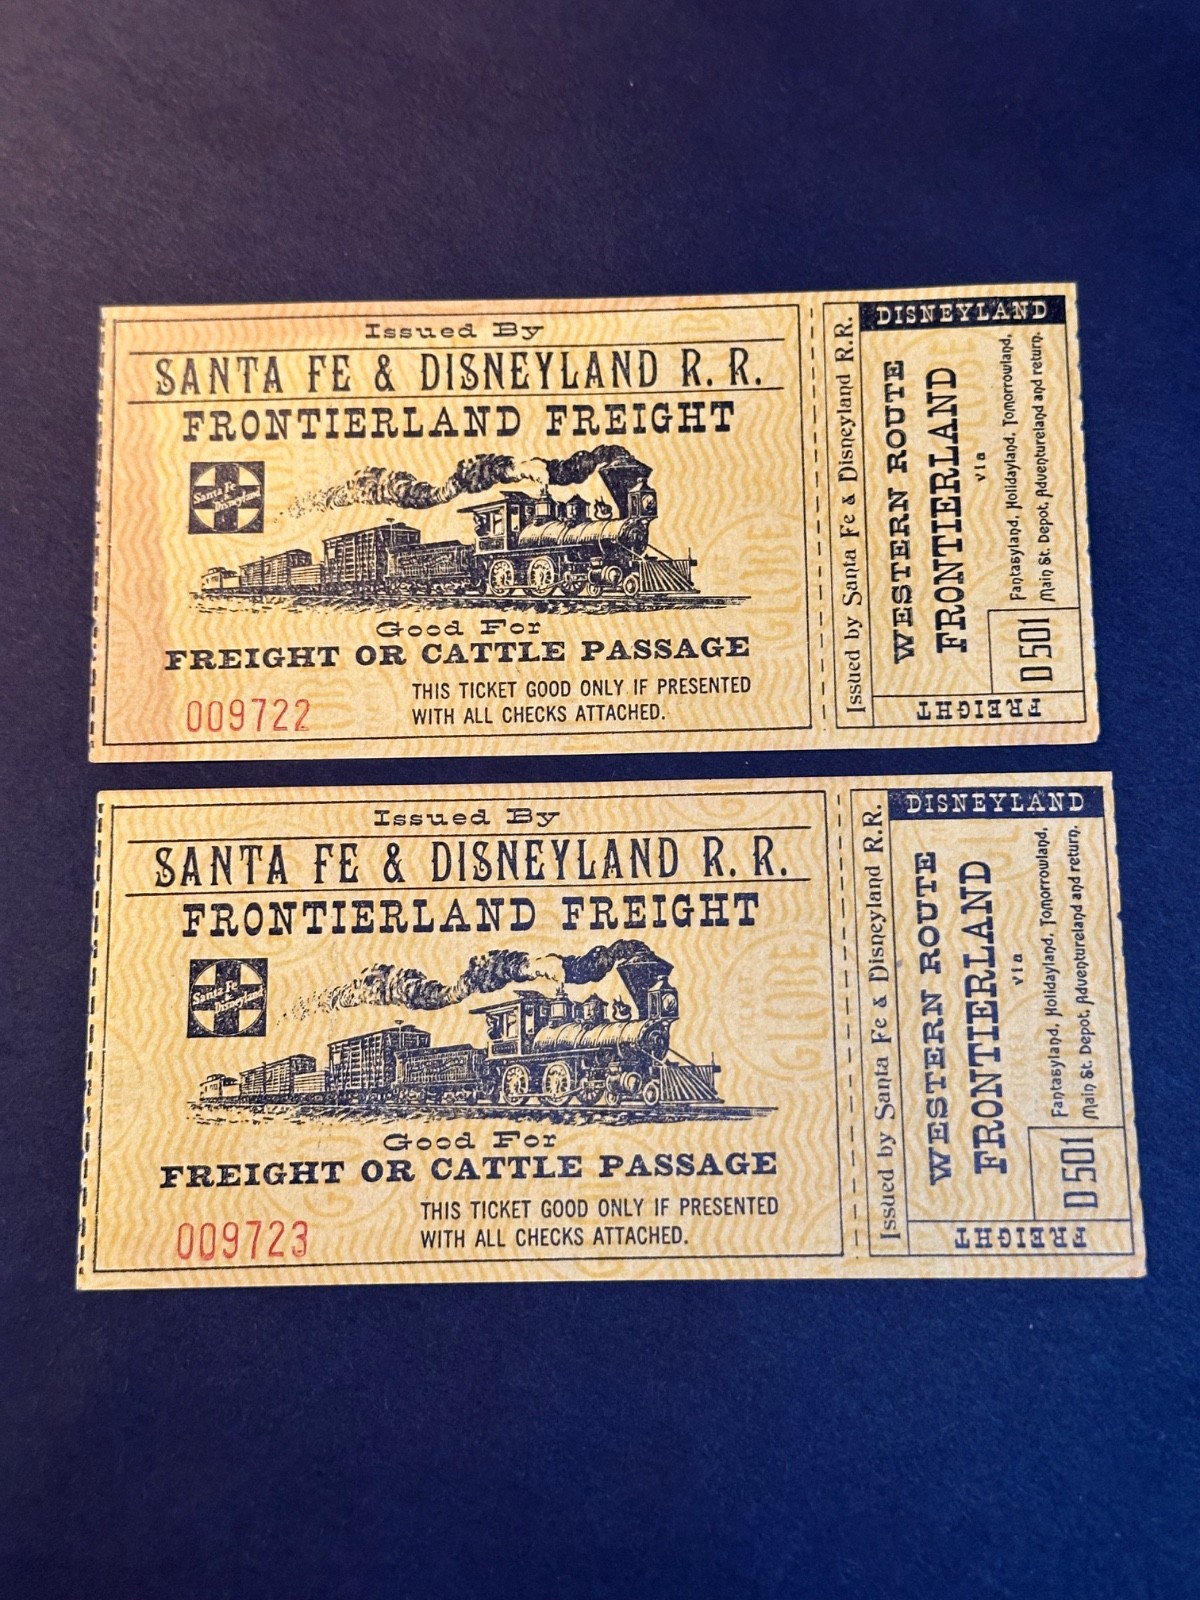 Issued By
SANTA FE & DISNEYLAND R. R.
FRONTIERLAND FREIGHT
Santa Fe
&
Disneyland
Good For
FREIGHT OR CATTLE PASSAGE
THIS TICKET GOOD ONLY IF PRESENTED
WITH ALL CHECKS ATTACHED.
009722
Issued by Santa Fe & Disneyland R.R.
DISNEYLAND
WESTERN ROUTE
FRONTIERLAND
via
Fantasyland, Holidayland, Tomorrowland,
Main St. Depot, Adventureland and return.
D 501
FREIGHT
GLOBE
Issued By
SANTA FE & DISNEYLAND R. R.
FRONTIERLAND FREIGHT
Santa Fe
&
Disneyland
Good For
FREIGHT OR CATTLE PASSAGE
THIS TICKET GOOD ONLY IF PRESENTED
WITH ALL CHECKS ATTACHED.
009723
Issued by Santa Fe & Disneyland R.R.
DISNEYLAND
WESTERN ROUTE
FRONTIERLAND
via
Fantasyland, Holidayland, Tomorrowland,
Main St. Depot, Adventureland and return.
D 501
FREIGHT
GLOBE